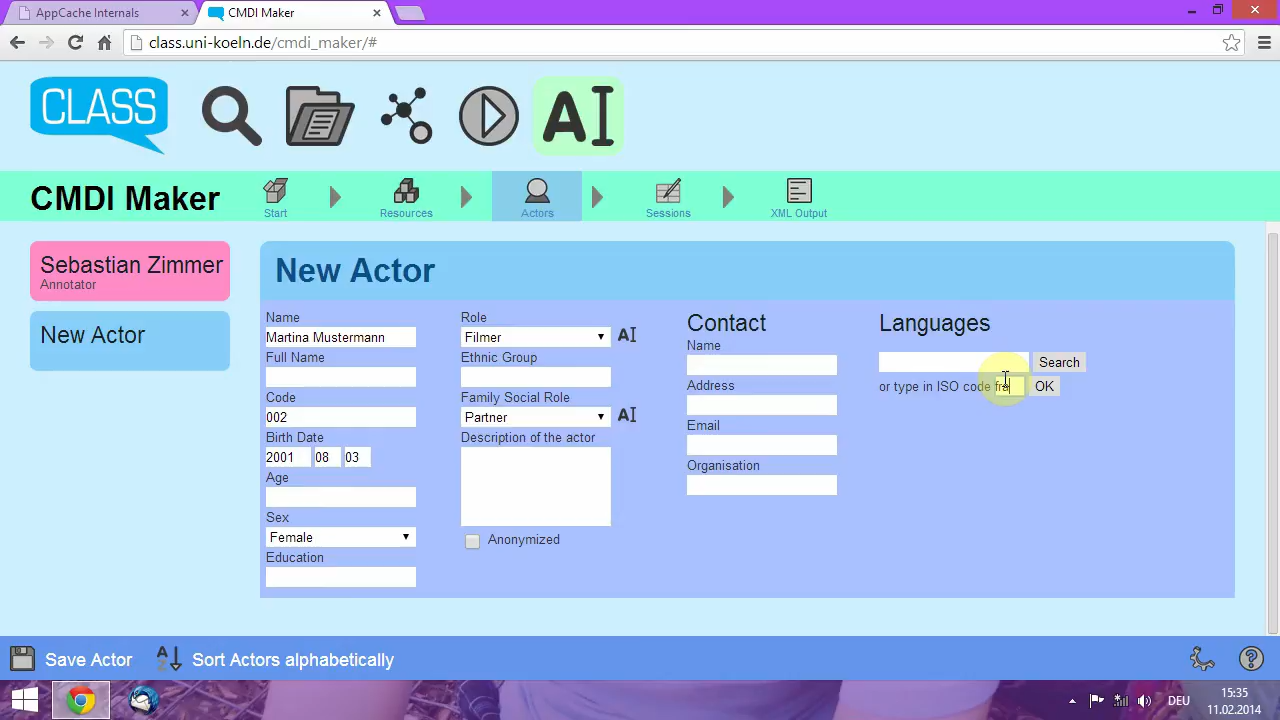 AppCache Internals
CMDI Maker
class.uni-koeln.de/cmdi_maker/#
CLASS
AI
CMDI Maker
Start
Resources
Actors
Sessions
XML Output
Sebastian Zimmer
Annotator
New Actor
New Actor
Name
Martina Mustermann
Full Name
Code
002
Birth Date
2001 08 03
Age
Sex
Female
Education
Role
Filmer
AI
Ethnic Group
Family Social Role
Partner
AI
Description of the actor
Anonymized
Contact
Name
Address
Email
Organisation
Languages
Search
or type in ISO code fra OK
Save Actor
AZ
Sort Actors alphabetically
?
DEU
15:35
11.02.2014